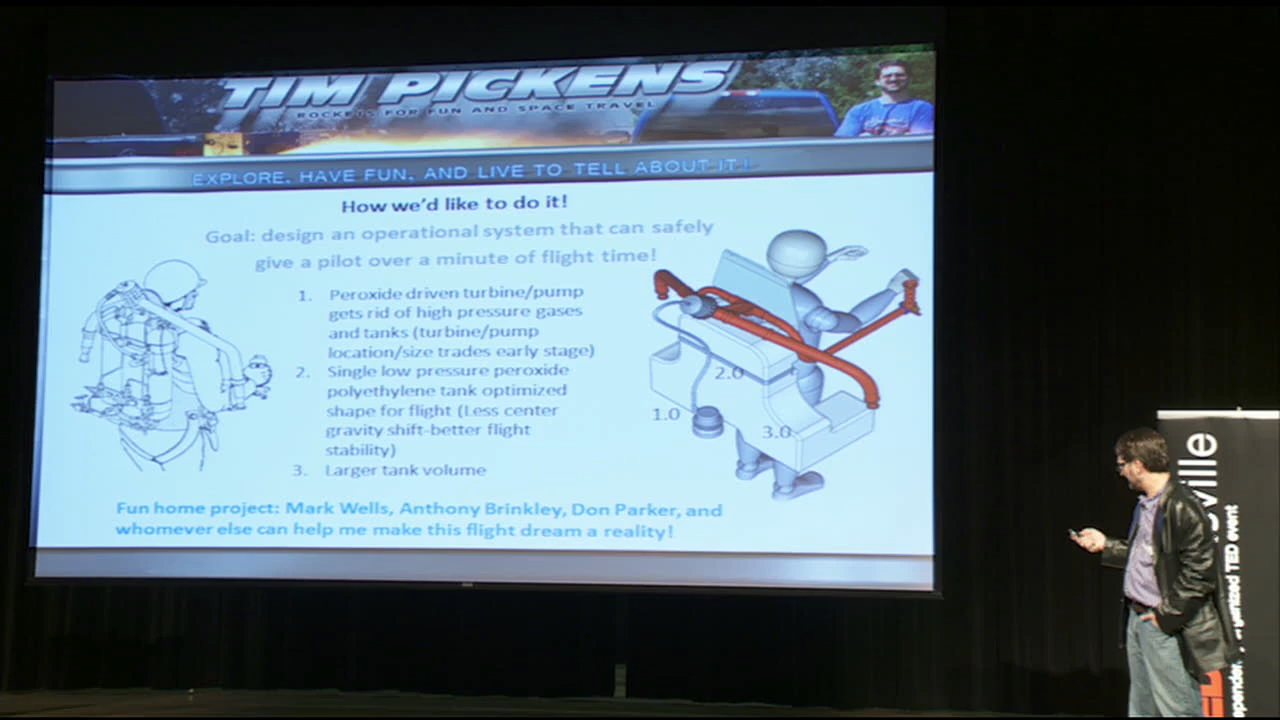 TIM PICKENS
ROCKETS FOR FUN AND SPACE TRAVEL
EXPLORE, HAVE FUN, AND LIVE TO TELL ABOUT IT!
How we'd like to do it!
Goal: design an operational system that can safely
give a pilot over a minute of flight time!
1. Peroxide driven turbine/pump
gets rid of high pressure gases
and tanks (turbine/pump
location/size trades early stage)
2. Single low pressure peroxide
polyethylene tank optimized
shape for flight (Less center
gravity shift-better flight
stability)
3. Larger tank volume
2.0
1.0
3.0
Fun home project: Mark Wells, Anthony Brinkley, Don Parker, and
whomever else can help me make this flight dream a reality!
ville
TED event